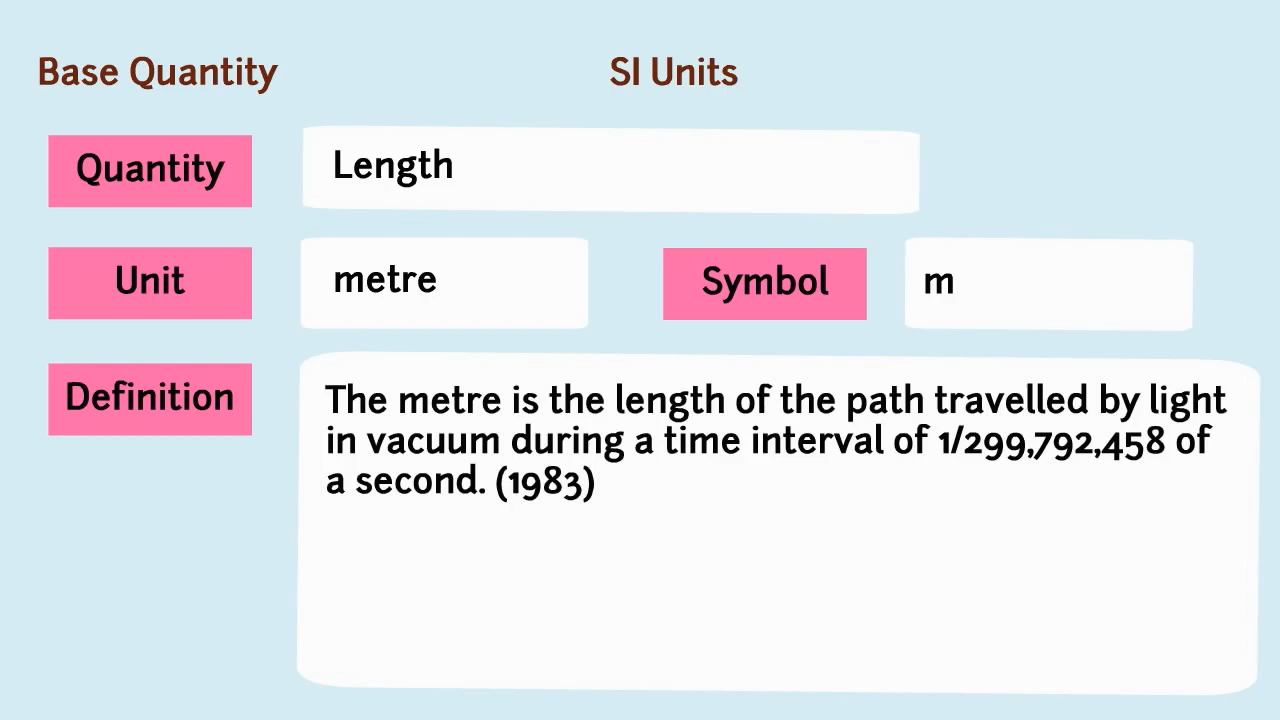 Base Quantity
SI Units
Quantity
Length
Unit
metre
Symbol
m
Definition
The metre is the length of the path travelled by light
in vacuum during a time interval of 1/299,792,458 of
a second. (1983)